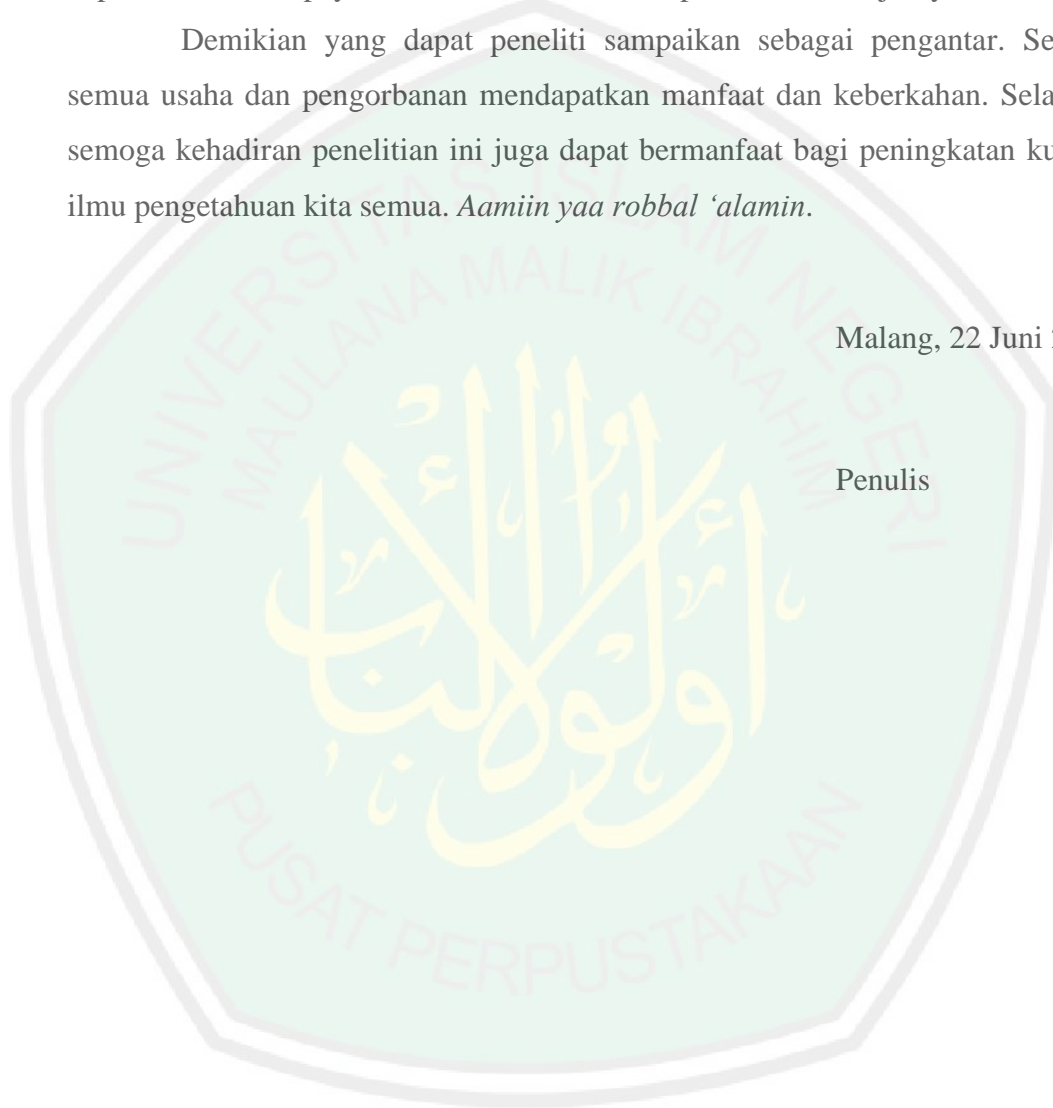 Demikian yang dapat peneliti sampaikan sebagai pengantar. Se
semua usaha dan pengorbanan mendapatkan manfaat dan keberkahan. Sela
semoga kehadiran penelitian ini juga dapat bermanfaat bagi peningkatan ku
ilmu pengetahuan kita semua. Aamiin yaa robbal ‘alamin.
Malang, 22 Juni
Penulis
UNIVERSITAS ISLAM NEGERI
MAULANA MALIK IBRAHIM
أولو الألباب
PUSAT PERPUSTAKAAN